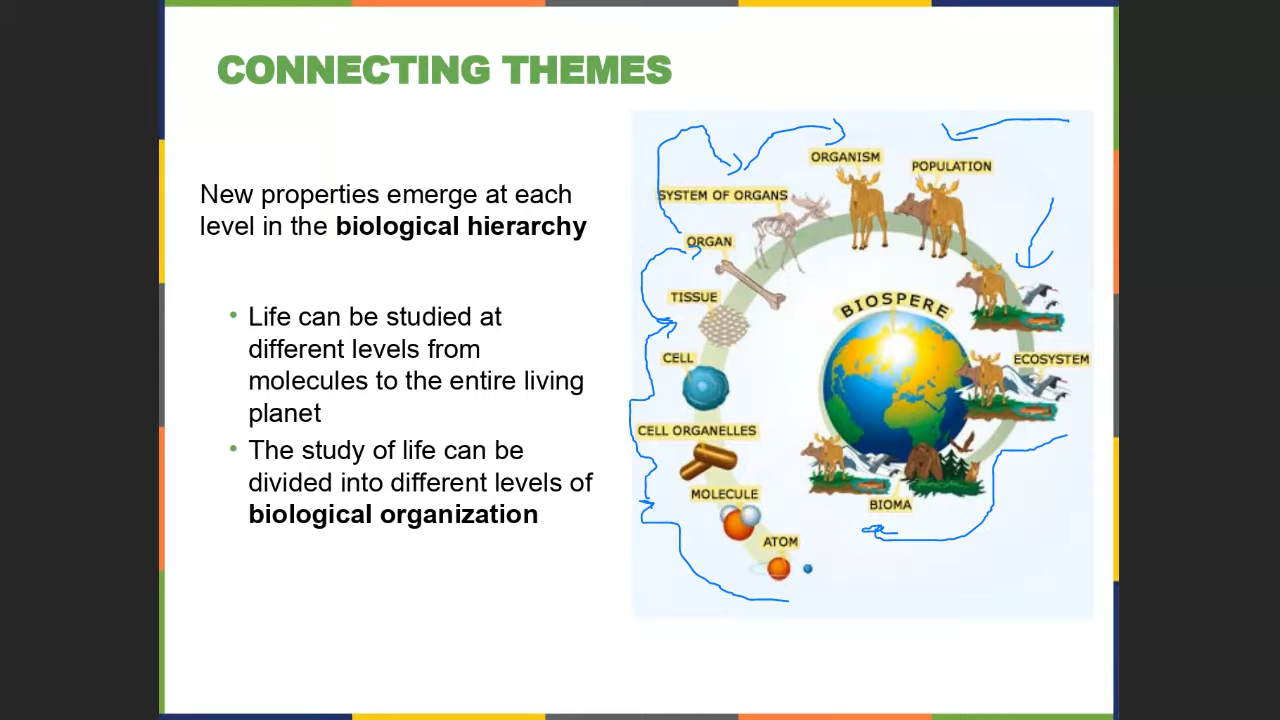 CONNECTING THEMES
New properties emerge at each
level in the biological hierarchy
• Life can be studied at
different levels from
molecules to the entire living
planet
• The study of life can be
divided into different levels of
biological organization
ORGANISM
POPULATION
SYSTEM OF ORGANS
ORGAN
TISSUE
CELL
CELL ORGANELLES
MOLECULE
ATOM
BIOSPERE
ECOSYSTEM
BIOMA